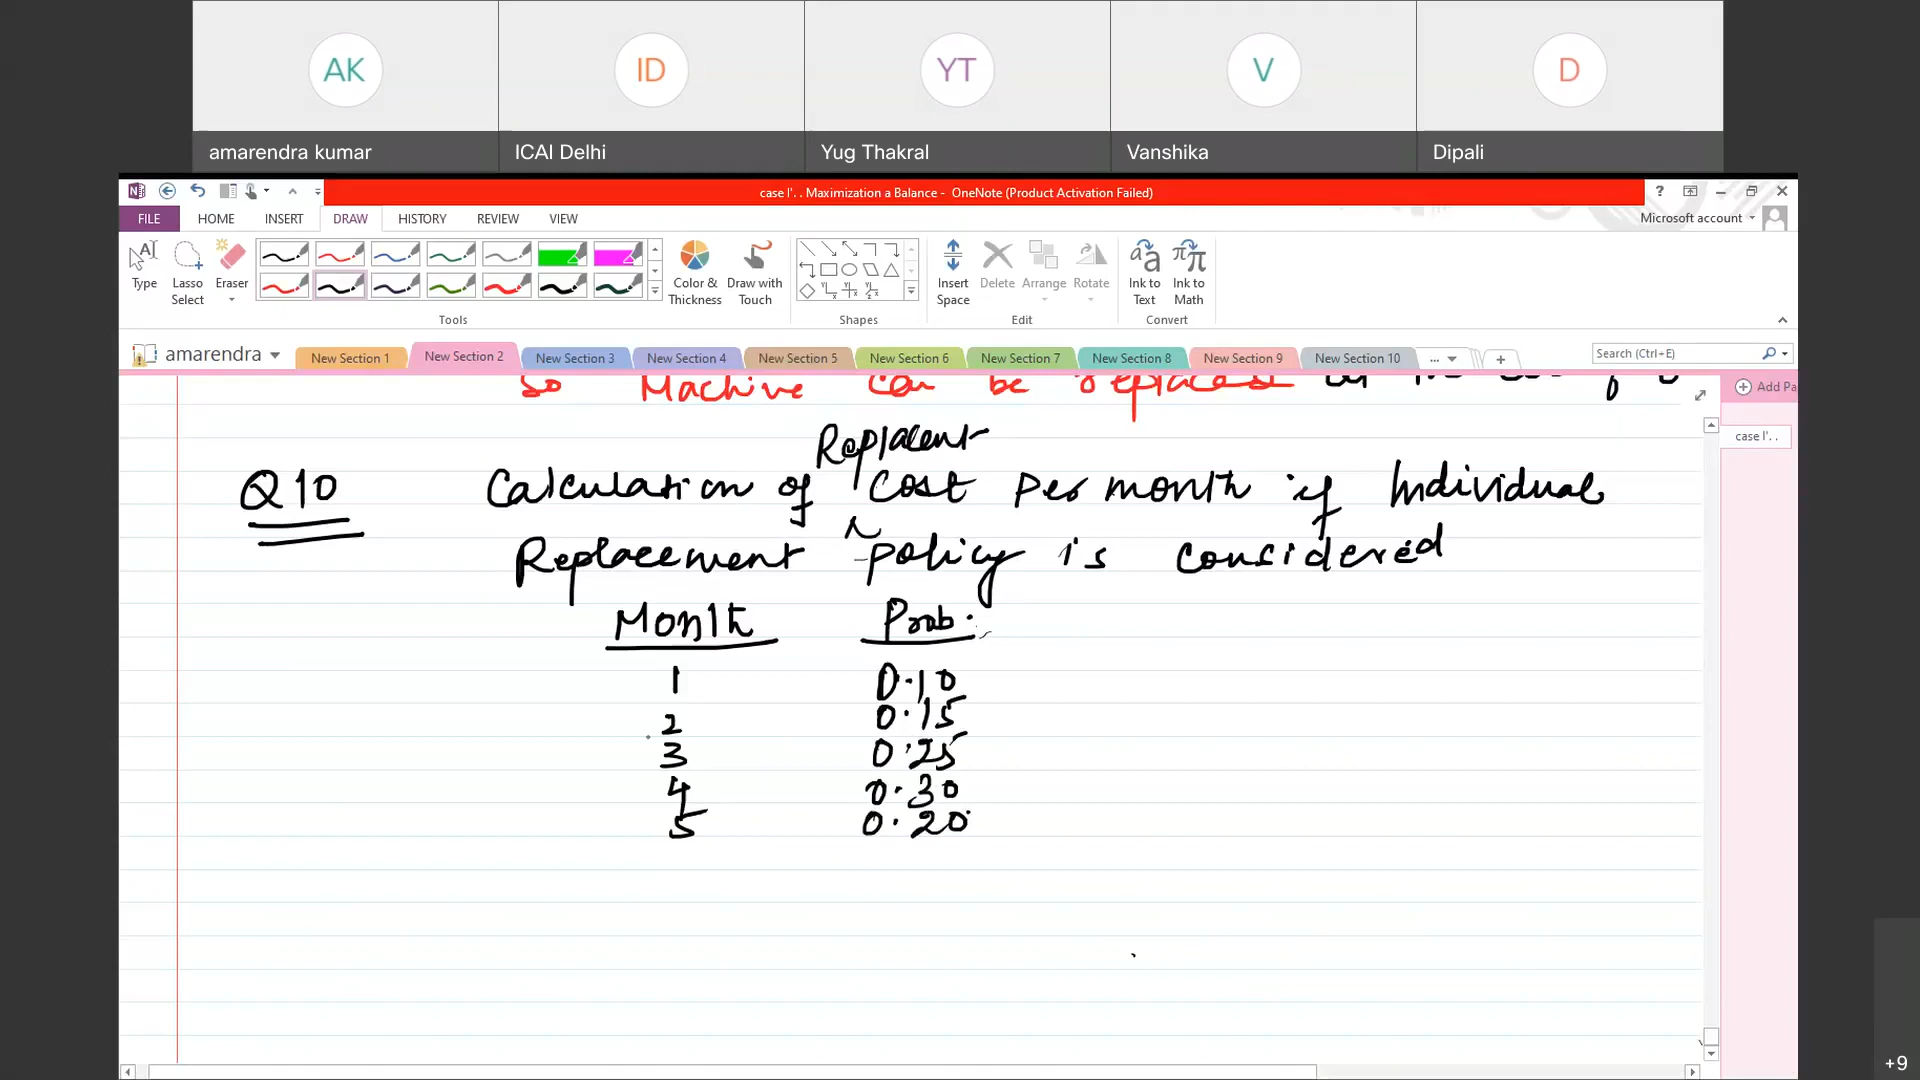 AK ID YT V D
amarendra kumar ICAI Delhi Yug Thakral Vanshika Dipali
case I'. . Maximization a Balance - OneNote (Product Activation Failed) ?
FILE HOME INSERT DRAW HISTORY REVIEW VIEW Microsoft account
Type Lasso Select Eraser Color & Thickness Draw with Touch Insert Space Delete Arrange Rotate Ink to Text Ink to Math
Tools Shapes Edit Convert
amarendra New Section 1 New Section 2 New Section 3 New Section 4 New Section 5 New Section 6 New Section 7 New Section 8 New Section 9 New Section 10 ... + Search (Ctrl+E)
so Machine can be replaced
Add Pa
case I'. .
Replacent
Q10 Calculation of cost per month if Individual
Replacement policy is considered
Month Prob.
1 0.10
2 0.15
3 0.25
4 0.30
5 0.20
+9